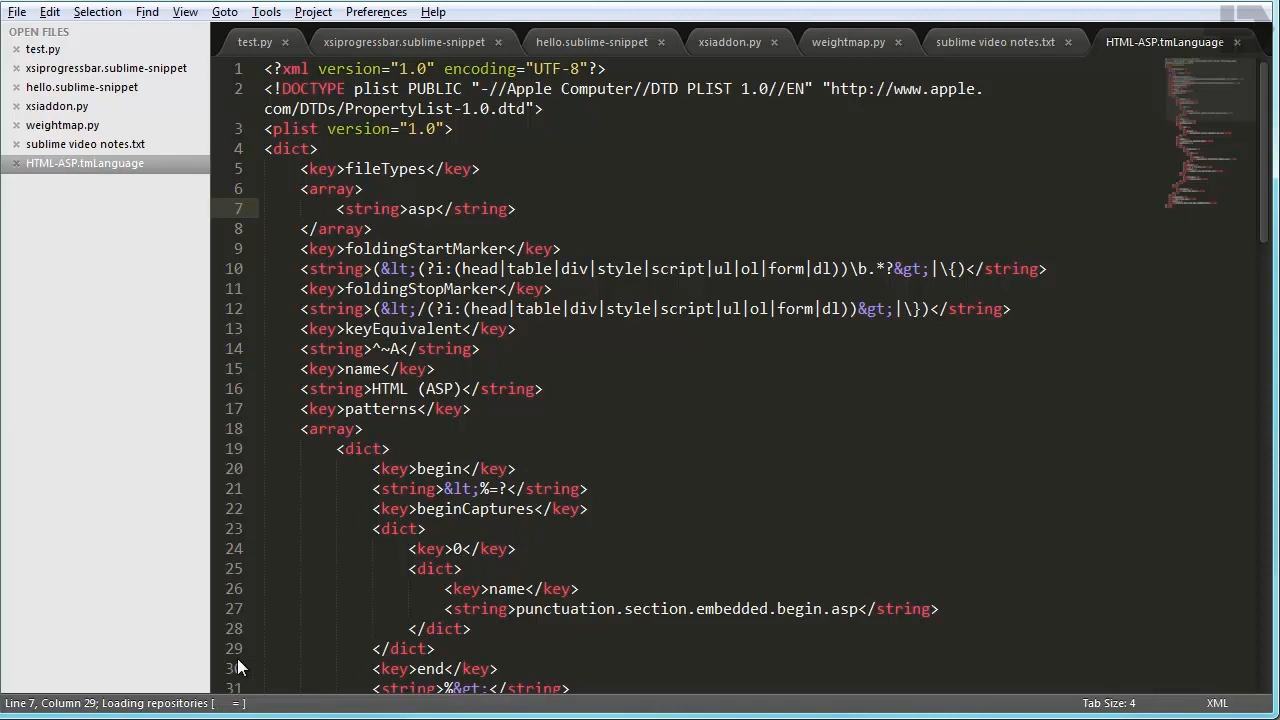 File Edit Selection Find View Goto Tools Project Preferences Help
OPEN FILES
test.py
xsiprogressbar.sublime-snippet
hello.sublime-snippet
xsiaddon.py
weightmap.py
sublime video notes.txt
HTML-ASP.tmLanguage
test.py xsiprogressbar.sublime-snippet hello.sublime-snippet xsiaddon.py weightmap.py sublime video notes.txt HTML-ASP.tmLanguage
1 <?xml version="1.0" encoding="UTF-8"?>
2 <!DOCTYPE plist PUBLIC "-//Apple Computer//DTD PLIST 1.0//EN" "http://www.apple.
com/DTDs/PropertyList-1.0.dtd">
3 <plist version="1.0">
4 <dict>
5 <key>fileTypes</key>
6 <array>
7 <string>asp</string>
8 </array>
9 <key>foldingStartMarker</key>
10 <string>(&lt;(?i:(head|table|div|style|script|ul|ol|form|dl))\b.*?&gt;|\{)</string>
11 <key>foldingStopMarker</key>
12 <string>(&lt;/(?i:(head|table|div|style|script|ul|ol|form|dl))&gt;|\})</string>
13 <key>keyEquivalent</key>
14 <string>^~A</string>
15 <key>name</key>
16 <string>HTML (ASP)</string>
17 <key>patterns</key>
18 <array>
19 <dict>
20 <key>begin</key>
21 <string>&lt;%=?</string>
22 <key>beginCaptures</key>
23 <dict>
24 <key>0</key>
25 <dict>
26 <key>name</key>
27 <string>punctuation.section.embedded.begin.asp</string>
28 </dict>
29 </dict>
30 <key>end</key>
31 <string>%&gt;</string>
Line 7, Column 29; Loading repositories [ = ] Tab Size: 4 XML